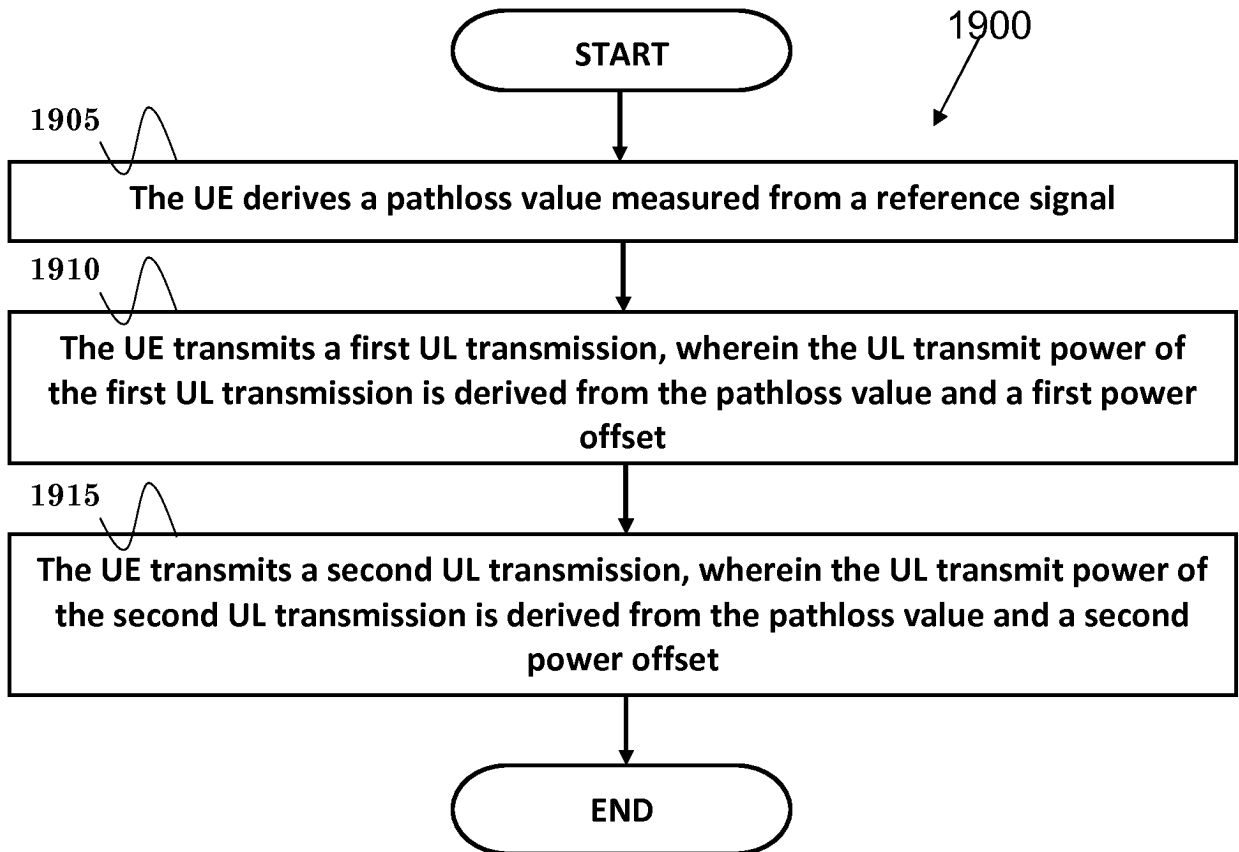 START
1900
1905
The UE derives a pathloss value measured from a reference signal
1910
The UE transmits a first UL transmission, wherein the UL transmit power of
the first UL transmission is derived from the pathloss value and a first power
offset
1915
The UE transmits a second UL transmission, wherein the UL transmit power of
the second UL transmission is derived from the pathloss value and a second
power offset
END